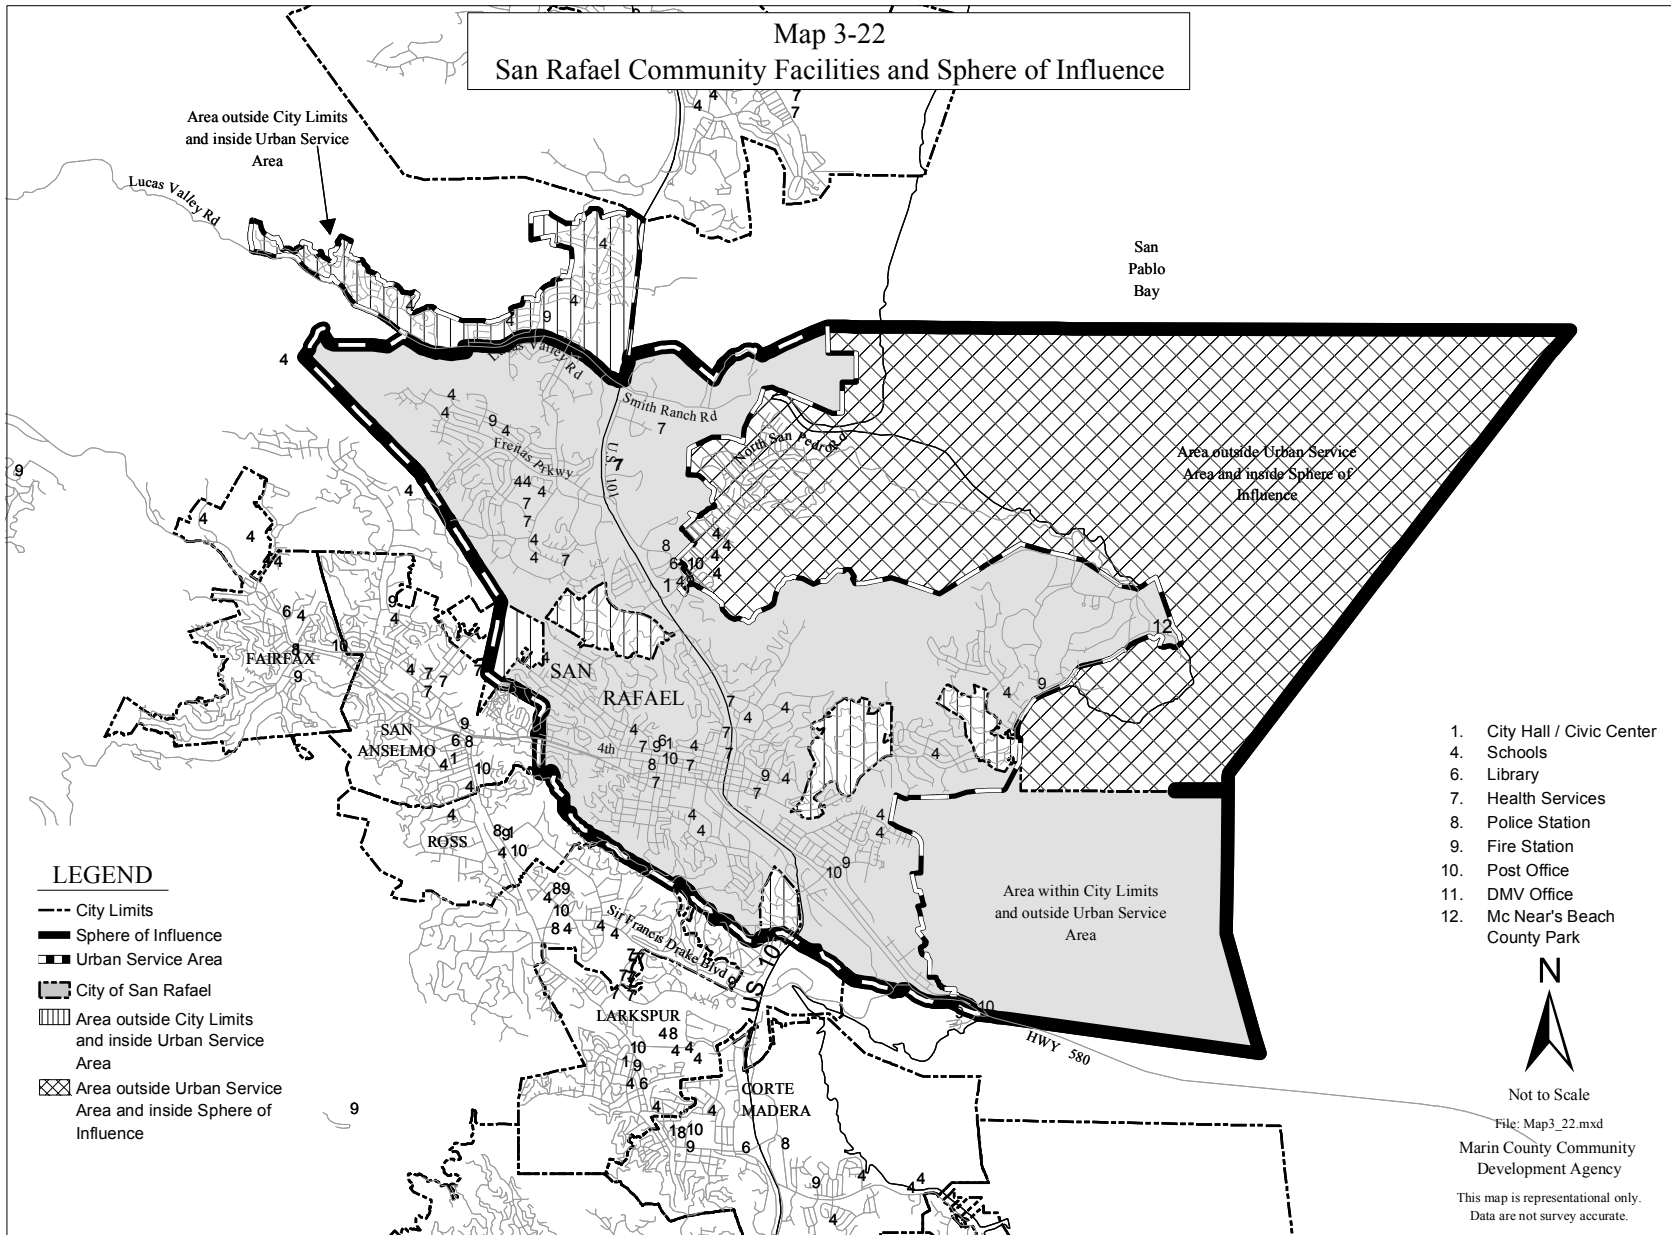 Map 3-22
San Rafael Community Facilities and Sphere of Influence
Area outside City Limits
and inside Urban Service
Area
Lucas Valley Rd
San
Pablo
Bay
Lucas Valley Rd
Smith Ranch Rd
Freitas Prkwy
U.S. 101
North San Pedro Rd
Area outside Urban Service
Area and inside Sphere of
Influence
SAN
RAFAEL
4th
FAIRFAX
SAN
ANSELMO
ROSS
Sir Francis Drake Blvd
US 101
LARKSPUR
CORTE
MADERA
HWY 580
Area within City Limits
and outside Urban Service
Area
LEGEND
City Limits
Sphere of Influence
Urban Service Area
City of San Rafael
Area outside City Limits
and inside Urban Service
Area
Area outside Urban Service
Area and inside Sphere of
Influence
1. City Hall / Civic Center
4. Schools
6. Library
7. Health Services
8. Police Station
9. Fire Station
10. Post Office
11. DMV Office
12. Mc Near's Beach
County Park
N
Not to Scale
File: Map3_22.mxd
Marin County Community
Development Agency
This map is representational only.
Data are not survey accurate.